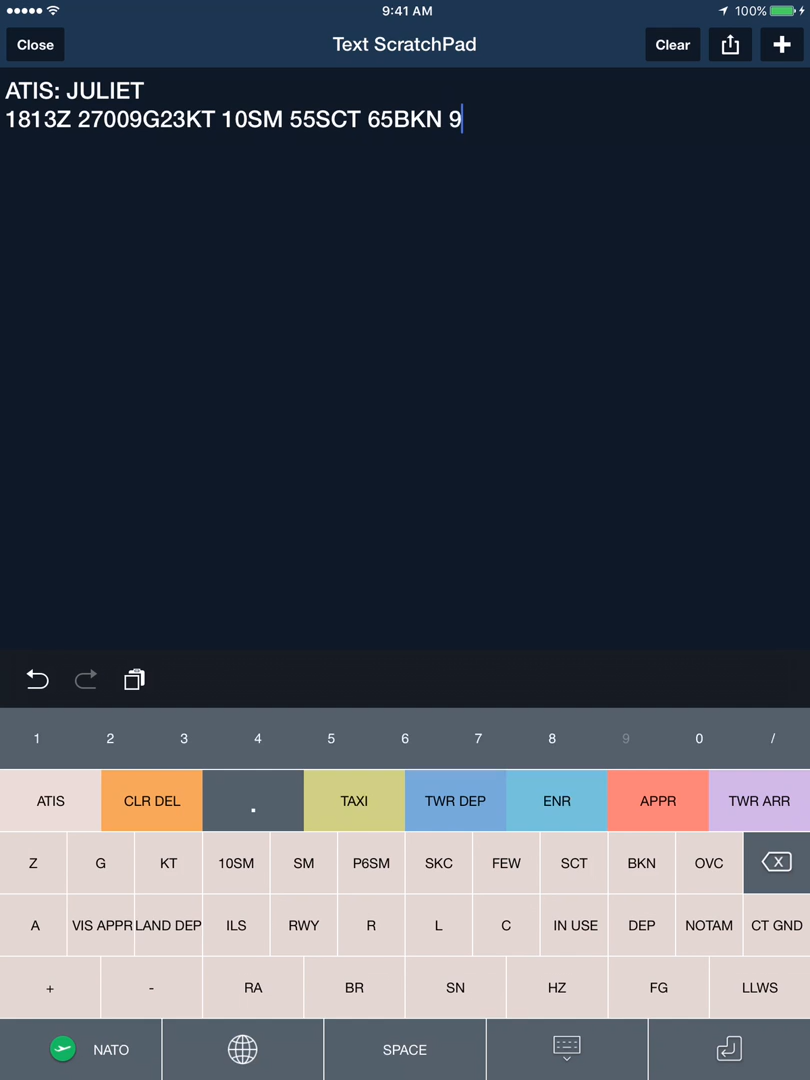 9:41 AM
100%
Close
Text ScratchPad
Clear
ATIS: JULIET
1813Z 27009G23KT 10SM 55SCT 65BKN 9
1 2 3 4 5 6 7 8 9 0 /
ATIS CLR DEL . TAXI TWR DEP ENR APPR TWR ARR
Z G KT 10SM SM P6SM SKC FEW SCT BKN OVC
A VIS APPR LAND DEP ILS RWY R L C IN USE DEP NOTAM CT GND
+ - RA BR SN HZ FG LLWS
NATO SPACE